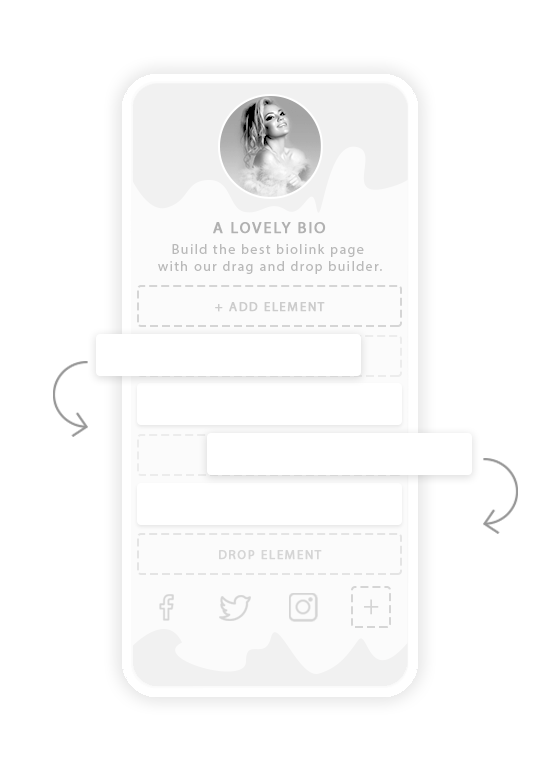 A LOVELY BIO
Build the best biolink page
with our drag and drop builder.
+ ADD ELEMENT
DROP ELEMENT